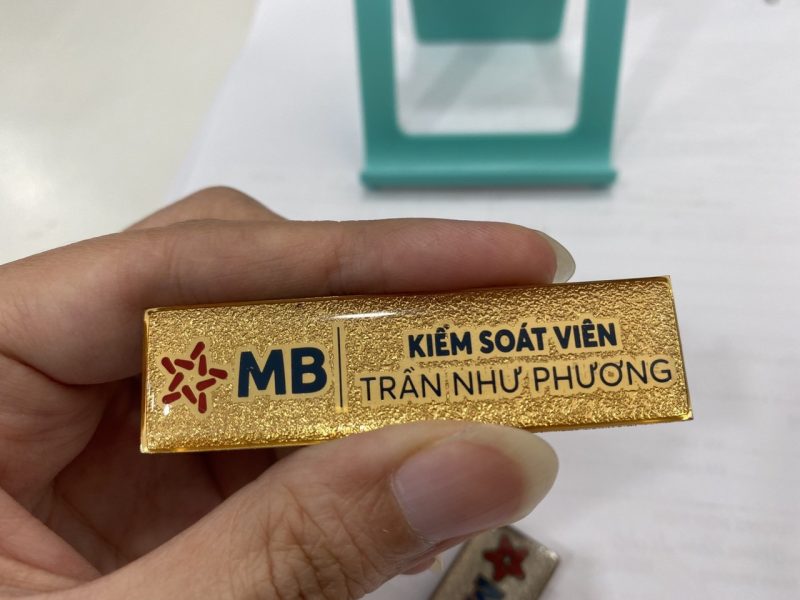 MB
KIỂM SOÁT VIÊN
TRẦN NHƯ PHƯƠNG